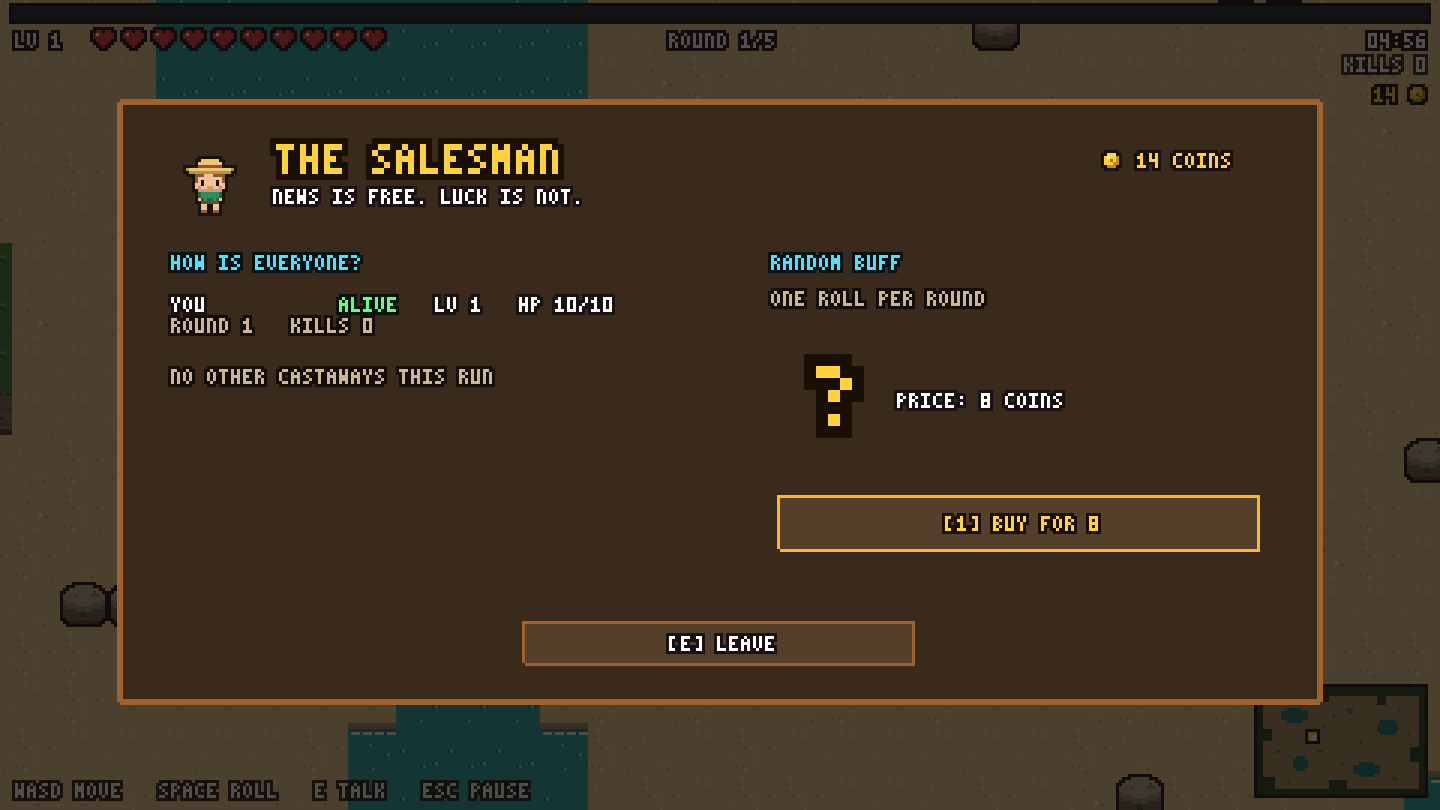 LV 1
ROUND 1/5
04:56
KILLS 0
14
THE SALESMAN
14 COINS
NEWS IS FREE. LUCK IS NOT.
HOW IS EVERYONE?
YOU ALIVE LV 1 HP 10/10
ROUND 1 KILLS 0
NO OTHER CASTAWAYS THIS RUN
RANDOM BUFF
ONE ROLL PER ROUND
?
PRICE: 8 COINS
[1] BUY FOR 8
[E] LEAVE
WASD MOVE SPACE ROLL E TALK ESC PAUSE